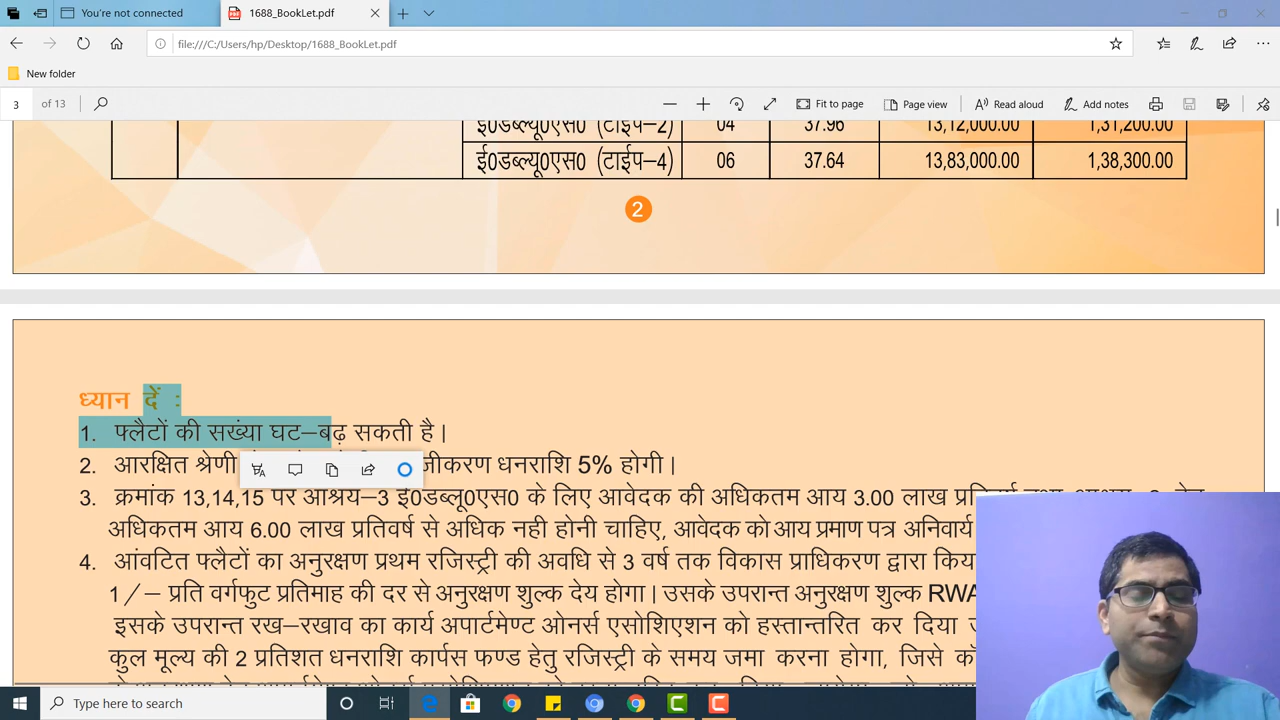 You're not connected
1688_BookLet.pdf
file:///C:/Users/hp/Desktop/1688_BookLet.pdf
New folder
3 of 13
Fit to page
Page view
Read aloud
Add notes
ई0डब्ल्यू0एस0 (टाईप–2) 04 37.96 13,12,000.00 1,31,200.00
ई0डब्ल्यू0एस0 (टाईप–4) 06 37.64 13,83,000.00 1,38,300.00
2
ध्यान दें :
1. फ्लैटों की सख्ंया घट–बढ़ सकती है।
2. आरक्षित श्रेणी जीकरण धनराशि 5% होगी।
3. क्रमांक 13,14,15 पर आश्रय–3 ई0डब्लू0एस0 के लिए आवेदक की अधिकतम आय 3.00 लाख
अधिकतम आय 6.00 लाख प्रतिवर्ष से अधिक नही होनी चाहिए, आवेदक को आय प्रमाण पत्र अनिवार्य
4. आंवटित फ्लैटों का अनुरक्षण प्रथम रजिस्ट्री की अवधि से 3 वर्ष तक विकास प्राधिकरण द्वारा किय
1/– प्रति वर्गफुट प्रतिमाह की दर से अनुरक्षण शुल्क देय होगा। उसके उपरान्त अनुरक्षण शुल्क RWA
इसके उपरान्त रख–रखाव का कार्य अपार्टमेण्ट ओनर्स एसोशिएशन को हस्तान्तरित कर दिया
कुल मूल्य की 2 प्रतिशत धनराशि कार्पस फण्ड हेतु रजिस्ट्री के समय जमा करना होगा, जिसे
Type here to search